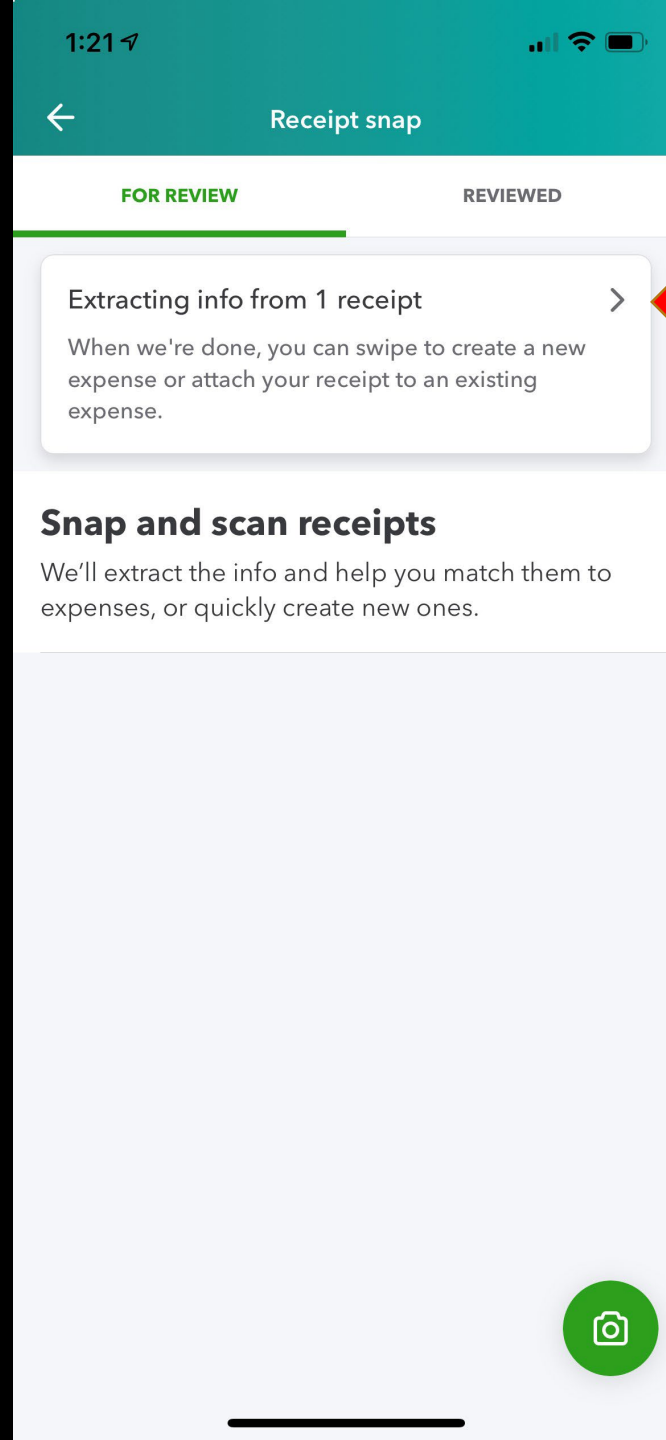 1:21
Receipt snap
FOR REVIEW
REVIEWED
Extracting info from 1 receipt
When we're done, you can swipe to create a new
expense or attach your receipt to an existing
expense.
Snap and scan receipts
We’ll extract the info and help you match them to
expenses, or quickly create new ones.